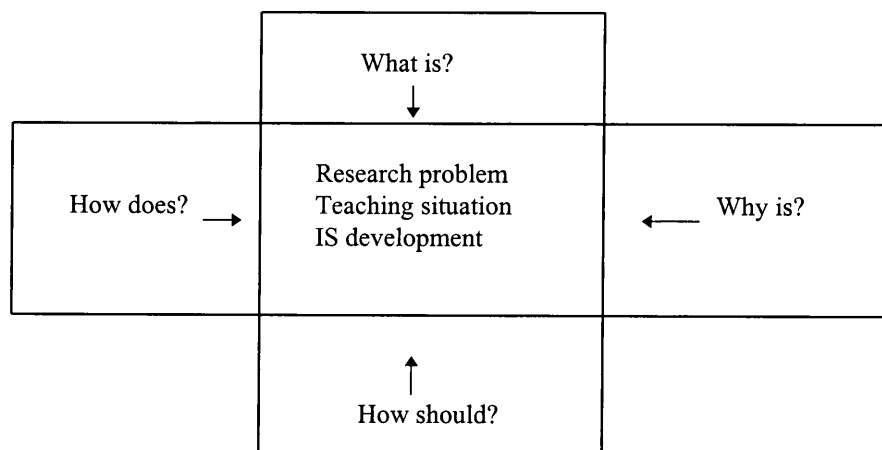 What is?
How does?
Research problem
Teaching situation
IS development
Why is?
How should?